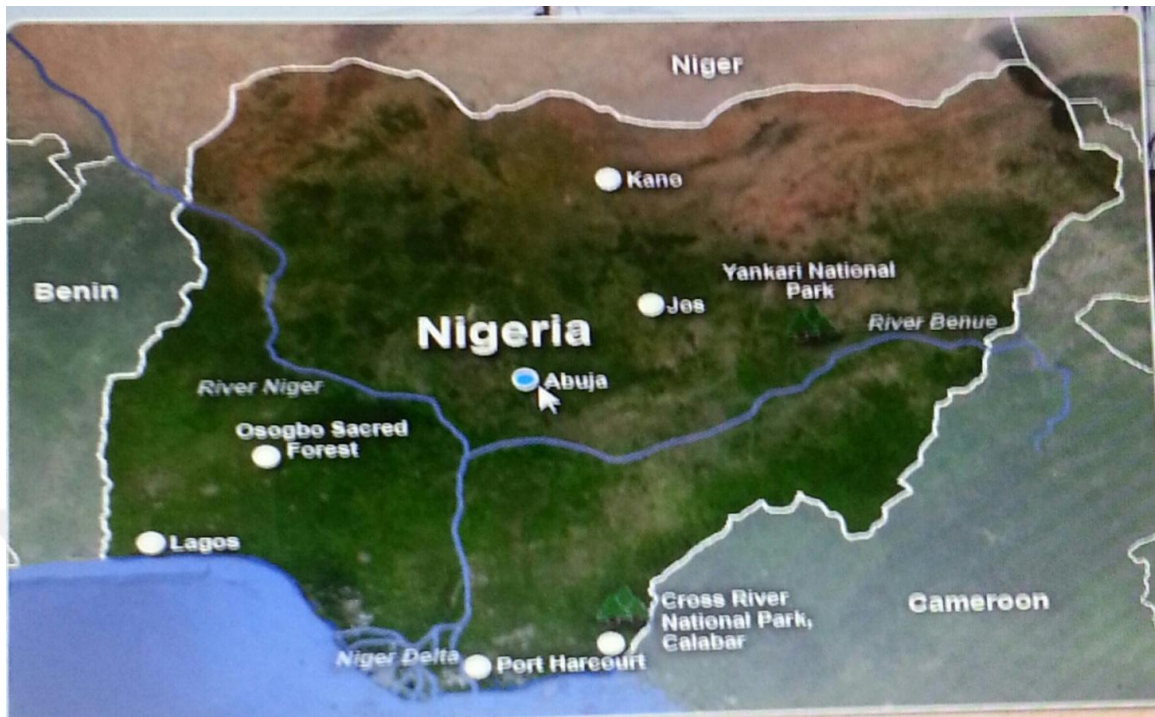 Niger
Kano
Benin
Yankari National
Park
Jos
Nigeria
River Benue
Abuja
River Niger
Osogbo Sacred
Forest
Lagos
Cross River
National Park,
Calabar
Cameroon
Niger Delta
Port Harcourt